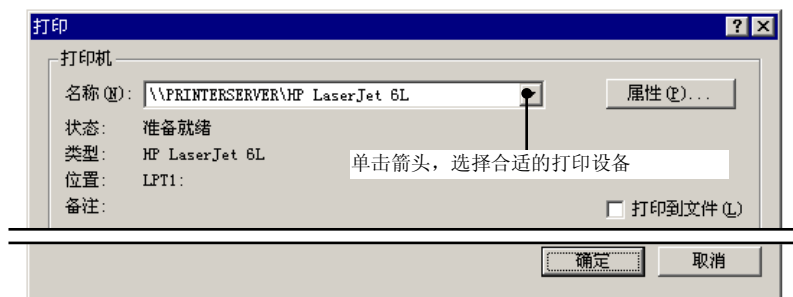 打印
打印机
名称(N): \\PRINTERSERVER\HP LaserJet 6L 属性(P)...
状态: 准备就绪
类型: HP LaserJet 6L
单击箭头，选择合适的打印设备
位置: LPT1:
备注: 打印到文件(L)
确定 取消